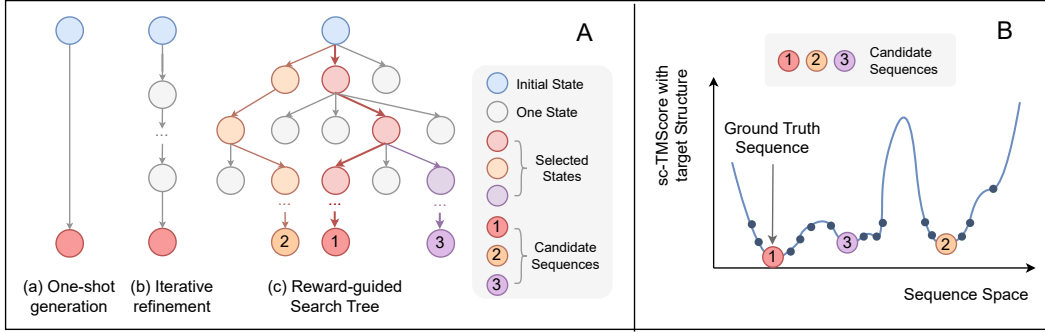 A
Initial State
One State
Selected
States
1
2
3
Candidate
Sequences
...
... ... ...
2 1 3
(a) One-shot
generation
(b) Iterative
refinement
(c) Reward-guided
Search Tree
B
1 2 3
Candidate
Sequences
sc-TMScore with
target Structure
Ground Truth
Sequence
1
3
2
Sequence Space